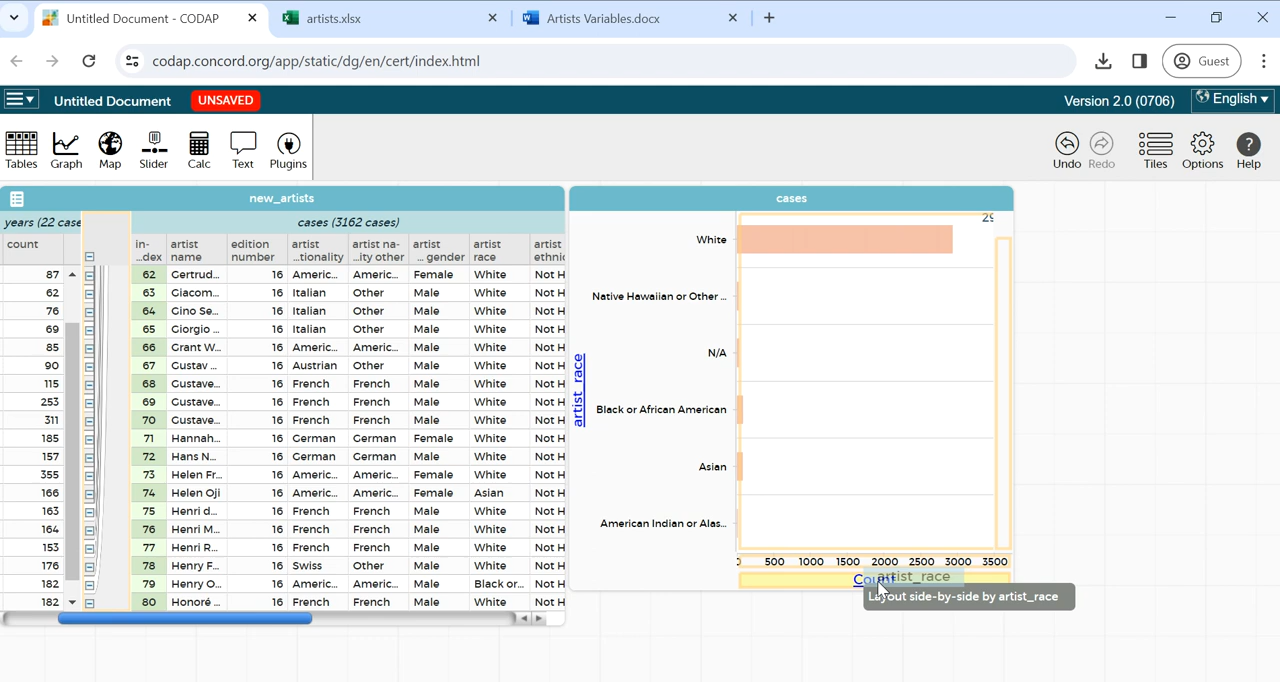 Untitled Document - CODAP
artists.xlsx
Artists Variables.docx
codap.concord.org/app/static/dg/en/cert/index.html
Guest
Untitled Document UNSAVED
Version 2.0 (0706) English
Tables Graph Map Slider Calc Text Plugins
Undo Redo Tiles Options Help
new_artists
cases
years (22 case
cases (3162 cases)
count in- ...dex artist name edition number artist ...tionality artist na- ...ity other artist ... gender artist race artist ethnic
87 62 Gertrud... 16 Americ... Americ... Female White Not H
62 63 Giacom... 16 Italian Other Male White Not H
76 64 Gino Se... 16 Italian Other Male White Not H
69 65 Giorgio ... 16 Italian Other Male White Not H
85 66 Grant W... 16 Americ... Americ... Male White Not H
90 67 Gustav ... 16 Austrian Other Male White Not H
115 68 Gustave... 16 French French Male White Not H
253 69 Gustave... 16 French French Male White Not H
311 70 Gustave... 16 French French Male White Not H
185 71 Hannah... 16 German German Female White Not H
157 72 Hans N... 16 German German Male White Not H
355 73 Helen Fr... 16 Americ... Americ... Female White Not H
166 74 Helen Oji 16 Americ... Americ... Female Asian Not H
163 75 Henri d... 16 French French Male White Not H
164 76 Henri M... 16 French French Male White Not H
153 77 Henri R... 16 French French Male White Not H
176 78 Henry F... 16 Swiss Other Male White Not H
182 79 Henry O... 16 Americ... Americ... Male Black or... Not H
182 80 Honoré ... 16 French French Male White Not H
29
White
Native Hawaiian or Other ...
N/A
Black or African American
Asian
American Indian or Alas...
artist_race
500 1000 1500 2000 2500 3000 3500
Count
artist_race
Layout side-by-side by artist_race